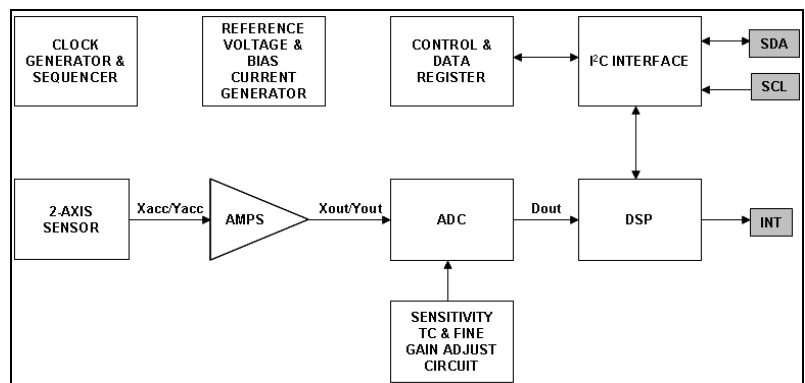 CLOCK
GENERATOR &
SEQUENCER
REFERENCE
VOLTAGE &
BIAS
CURRENT
GENERATOR
CONTROL &
DATA
REGISTER
I²C INTERFACE
SDA
SCL
2-AXIS
SENSOR
Xacc/Yacc
AMPS
Xout/Yout
ADC
Dout
DSP
INT
SENSITIVITY
TC & FINE
GAIN ADJUST
CIRCUIT